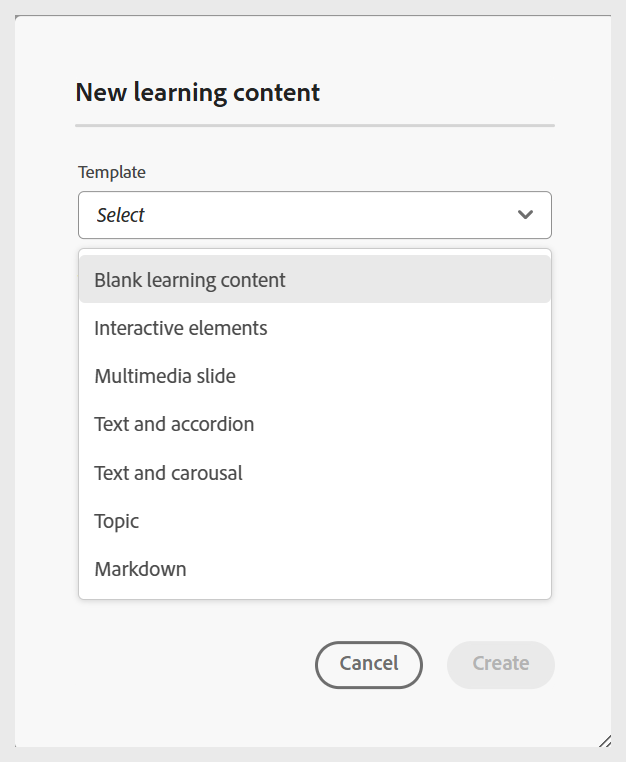 New learning content
Template
Select
Blank learning content
Interactive elements
Multimedia slide
Text and accordion
Text and carousal
Topic
Markdown
Cancel
Create